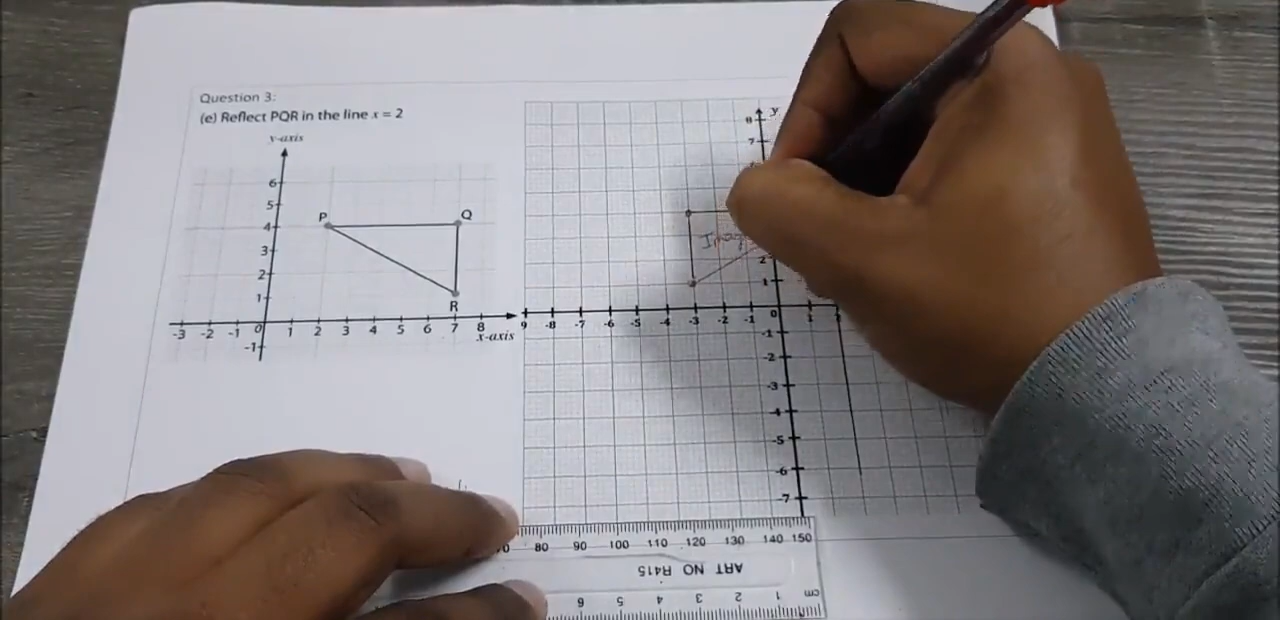 Question 3:
(e) Reflect PQR in the line x = 2
y-axis
6
5
P
Q
4
3
2
1
R
-3 -2 -1 0 1 2 3 4 5 6 7 8
x-axis
-1
y
8
7
2
1
9 -8 -7 -6 -5 -4 -3 -2 -1 0
-1
-2
-3
-4
-5
-6
-7
80 90 100 110 120 130 140 150
ART NO R415
6 5 4 3 2 1 cm